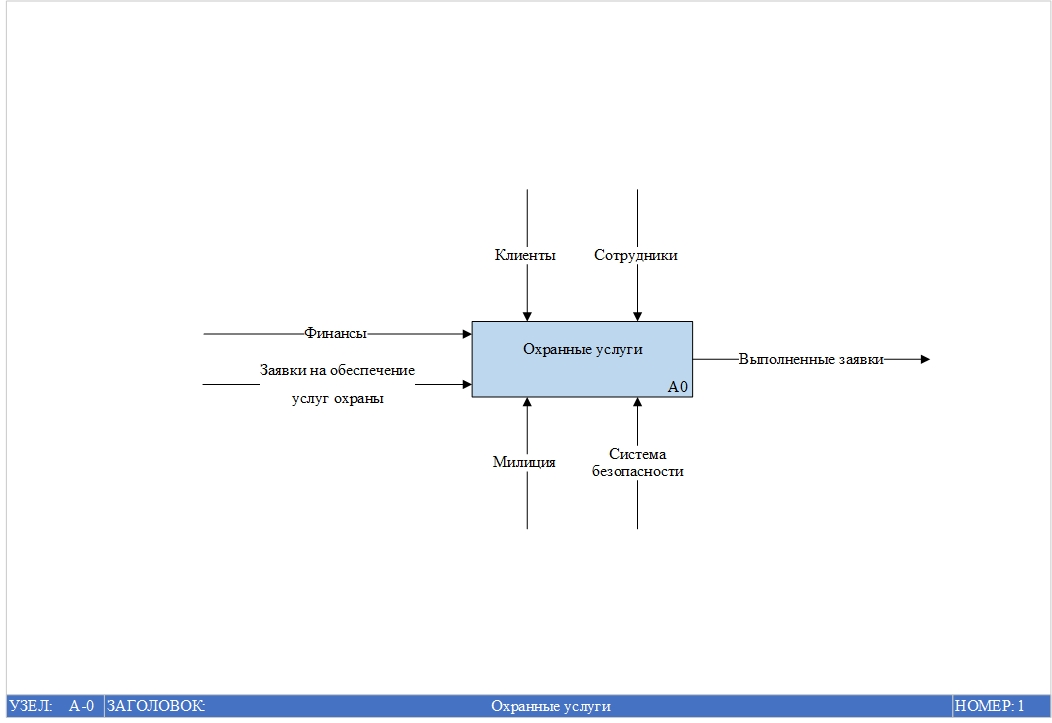 Клиенты
Сотрудники
Финансы
Заявки на обеспечение
услуг охраны
Охранные услуги
A0
Выполненные заявки
Милиция
Система
безопасности
УЗЕЛ: A-0 ЗАГОЛОВОК: Охранные услуги НОМЕР: 1